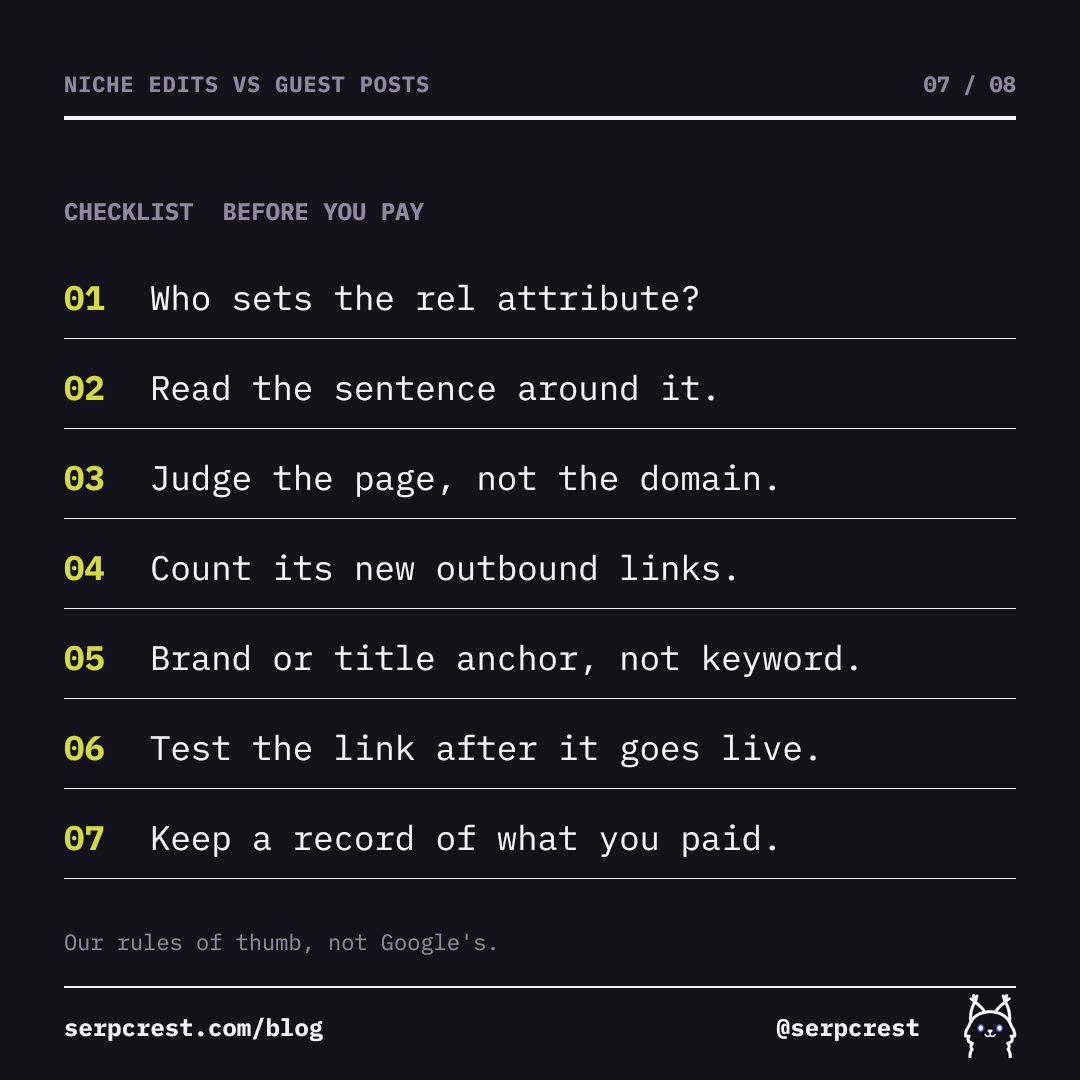 NICHE EDITS VS GUEST POSTS
07 / 08
CHECKLIST BEFORE YOU PAY
01 Who sets the rel attribute?
02 Read the sentence around it.
03 Judge the page, not the domain.
04 Count its new outbound links.
05 Brand or title anchor, not keyword.
06 Test the link after it goes live.
07 Keep a record of what you paid.
Our rules of thumb, not Google's.
serpcrest.com/blog
@serpcrest